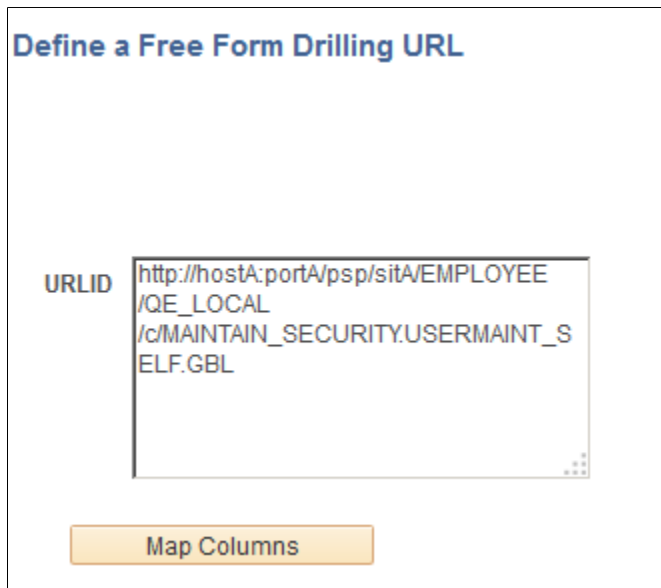 Define a Free Form Drilling URL
URLID
http://hostA:portA/psp/sitA/EMPLOYEE
/QE_LOCAL
/c/MAINTAIN_SECURITY.USERMAINT_S
ELF.GBL
Map Columns